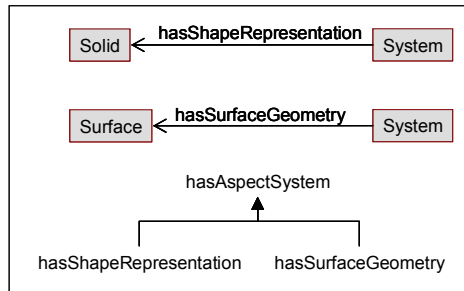 hasShapeRepresentation
Solid System
hasSurfaceGeometry
Surface System
hasAspectSystem
hasShapeRepresentation hasSurfaceGeometry